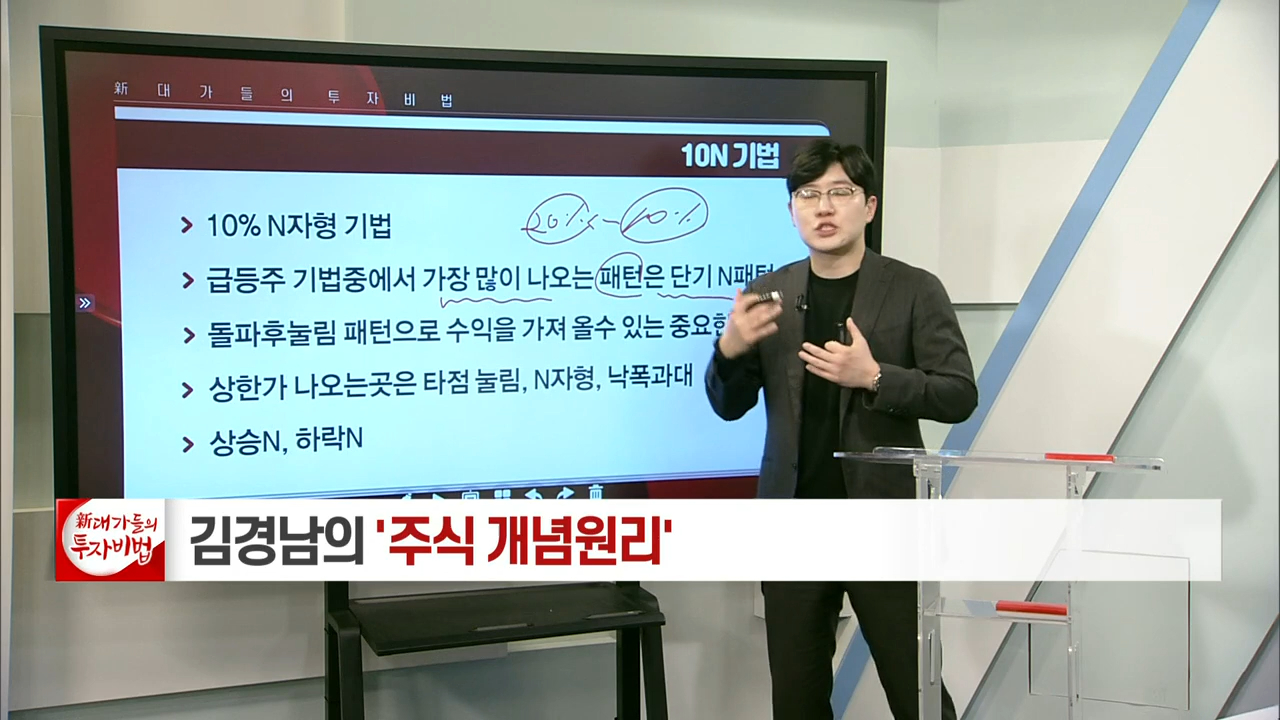 新 대 가 들 의 투 자 비 법
10N 기법
10% N자형 기법
20% - 10%
급등주 기법중에서 가장 많이 나오는 패턴은 단기 N패턴
돌파후눌림 패턴으로 수익을 가져 올수 있는 중요한
상한가 나오는곳은 타점 눌림, N자형, 낙폭과대
상승N, 하락N
新대가들의
투자비법
김경남의 '주식 개념원리'